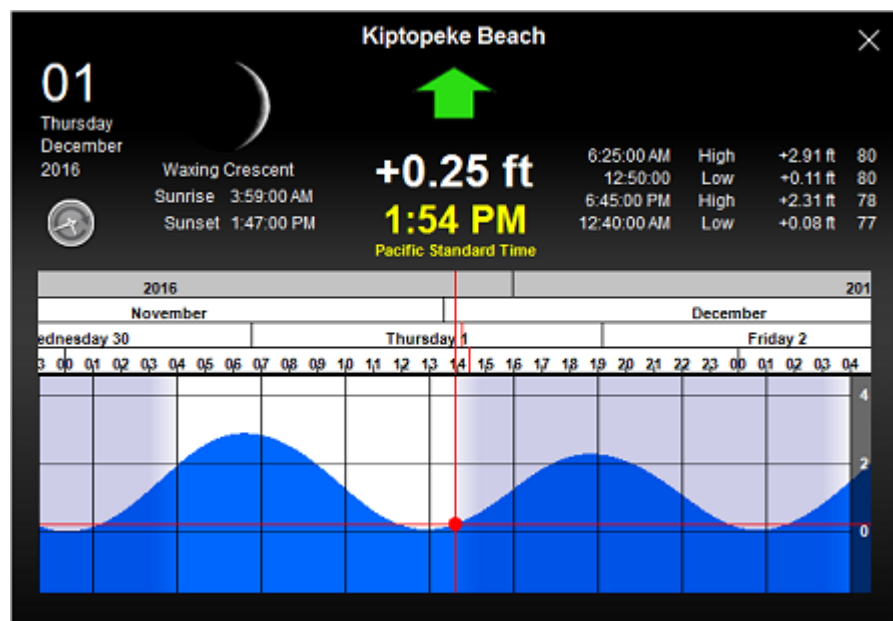 Kiptopeke Beach
01
Thursday
December
2016
Waxing Crescent
Sunrise 3:59:00 AM
Sunset 1:47:00 PM
+0.25 ft
1:54 PM
Pacific Standard Time
6:25:00 AM High +2.91 ft 80
12:50:00 Low +0.11 ft 80
6:45:00 PM High +2.31 ft 78
12:40:00 AM Low +0.08 ft 77
2016 201
November December
ednesday 30 Thursday 1 Friday 2
3 00 01 02 03 04 05 06 07 08 09 10 11 12 13 14 15 16 17 18 19 20 21 22 23 00 01 02 03 04
4
2
0